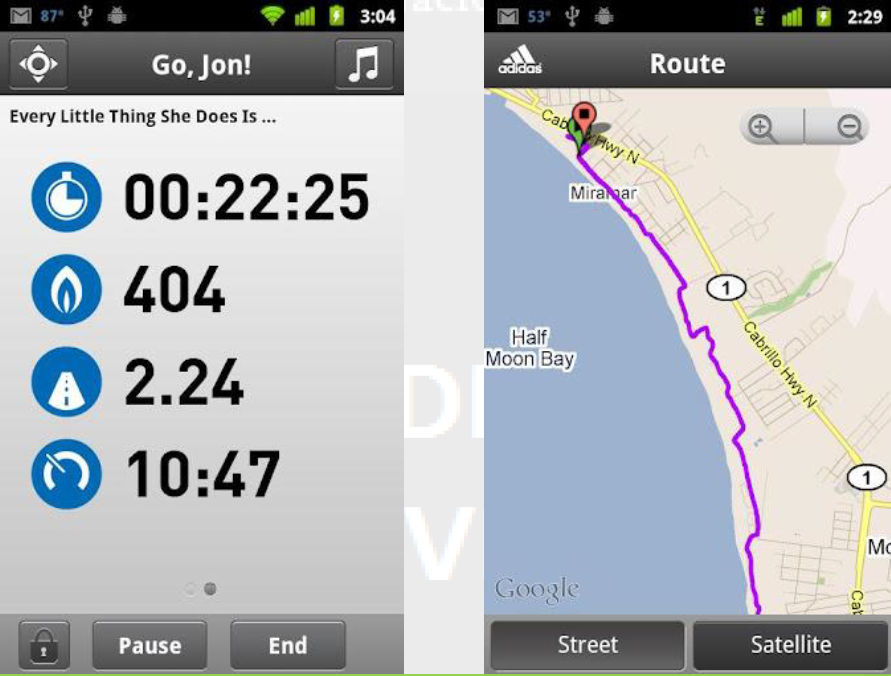 87° 3:04
Go, Jon!
Every Little Thing She Does Is ...
00:22:25
404
2.24
10:47
Pause End
DI
V
53° E 2:29
adidas
Route
Cabrillo Hwy N
Miramar
1
Half
Moon Bay
Cabrillo Hwy N
1
Mo
Cab
Google
Street Satellite